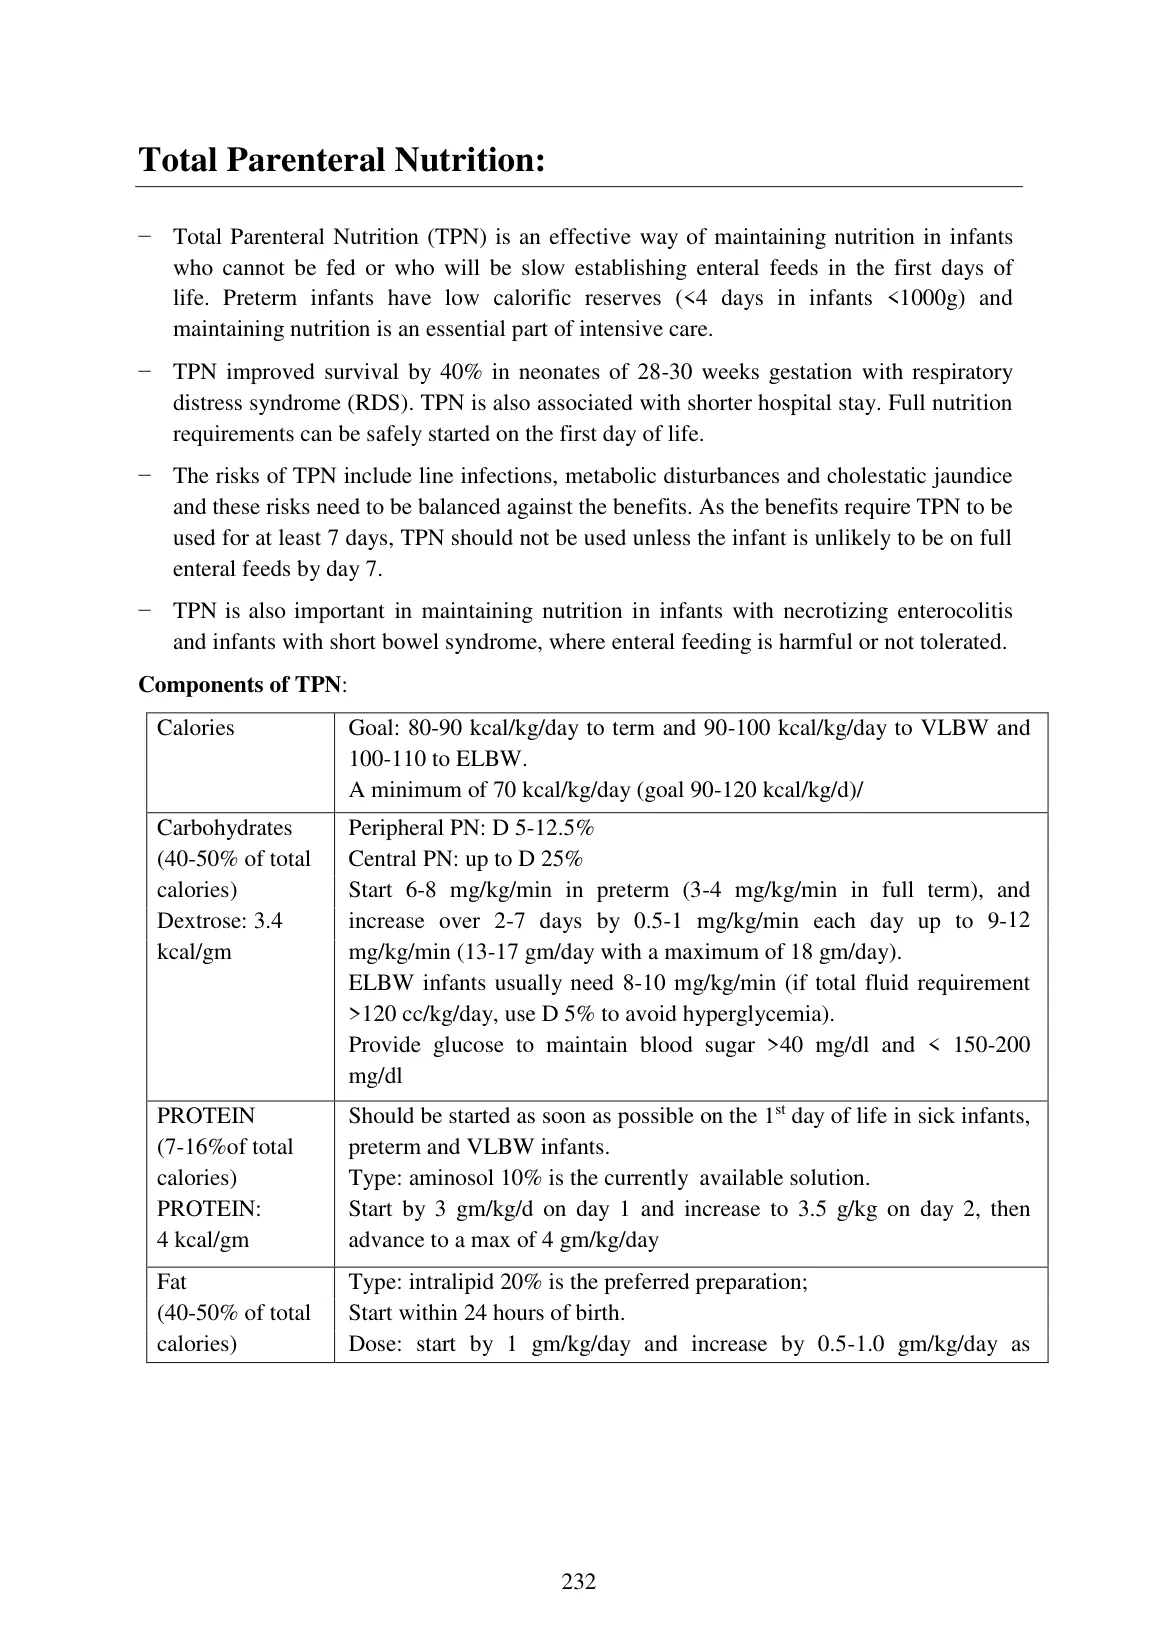 Total Parenteral Nutrition:
– Total Parenteral Nutrition (TPN) is an effective way of maintaining nutrition in infants
who cannot be fed or who will be slow establishing enteral feeds in the first days of
life. Preterm infants have low calorific reserves (<4 days in infants <1000g) and
maintaining nutrition is an essential part of intensive care.
– TPN improved survival by 40% in neonates of 28-30 weeks gestation with respiratory
distress syndrome (RDS). TPN is also associated with shorter hospital stay. Full nutrition
requirements can be safely started on the first day of life.
– The risks of TPN include line infections, metabolic disturbances and cholestatic jaundice
and these risks need to be balanced against the benefits. As the benefits require TPN to be
used for at least 7 days, TPN should not be used unless the infant is unlikely to be on full
enteral feeds by day 7.
– TPN is also important in maintaining nutrition in infants with necrotizing enterocolitis
and infants with short bowel syndrome, where enteral feeding is harmful or not tolerated.
Components of TPN:
Calories
Goal: 80-90 kcal/kg/day to term and 90-100 kcal/kg/day to VLBW and
100-110 to ELBW.
A minimum of 70 kcal/kg/day (goal 90-120 kcal/kg/d)/
Carbohydrates
(40-50% of total
calories)
Dextrose: 3.4
kcal/gm
Peripheral PN: D 5-12.5%
Central PN: up to D 25%
Start 6-8 mg/kg/min in preterm (3-4 mg/kg/min in full term), and
increase over 2-7 days by 0.5-1 mg/kg/min each day up to 9-12
mg/kg/min (13-17 gm/day with a maximum of 18 gm/day).
ELBW infants usually need 8-10 mg/kg/min (if total fluid requirement
>120 cc/kg/day, use D 5% to avoid hyperglycemia).
Provide glucose to maintain blood sugar >40 mg/dl and < 150-200
mg/dl
PROTEIN
(7-16%of total
calories)
PROTEIN:
4 kcal/gm
Should be started as soon as possible on the 1st day of life in sick infants,
preterm and VLBW infants.
Type: aminosol 10% is the currently available solution.
Start by 3 gm/kg/d on day 1 and increase to 3.5 g/kg on day 2, then
advance to a max of 4 gm/kg/day
Fat
(40-50% of total
calories)
Type: intralipid 20% is the preferred preparation;
Start within 24 hours of birth.
Dose: start by 1 gm/kg/day and increase by 0.5-1.0 gm/kg/day as
232